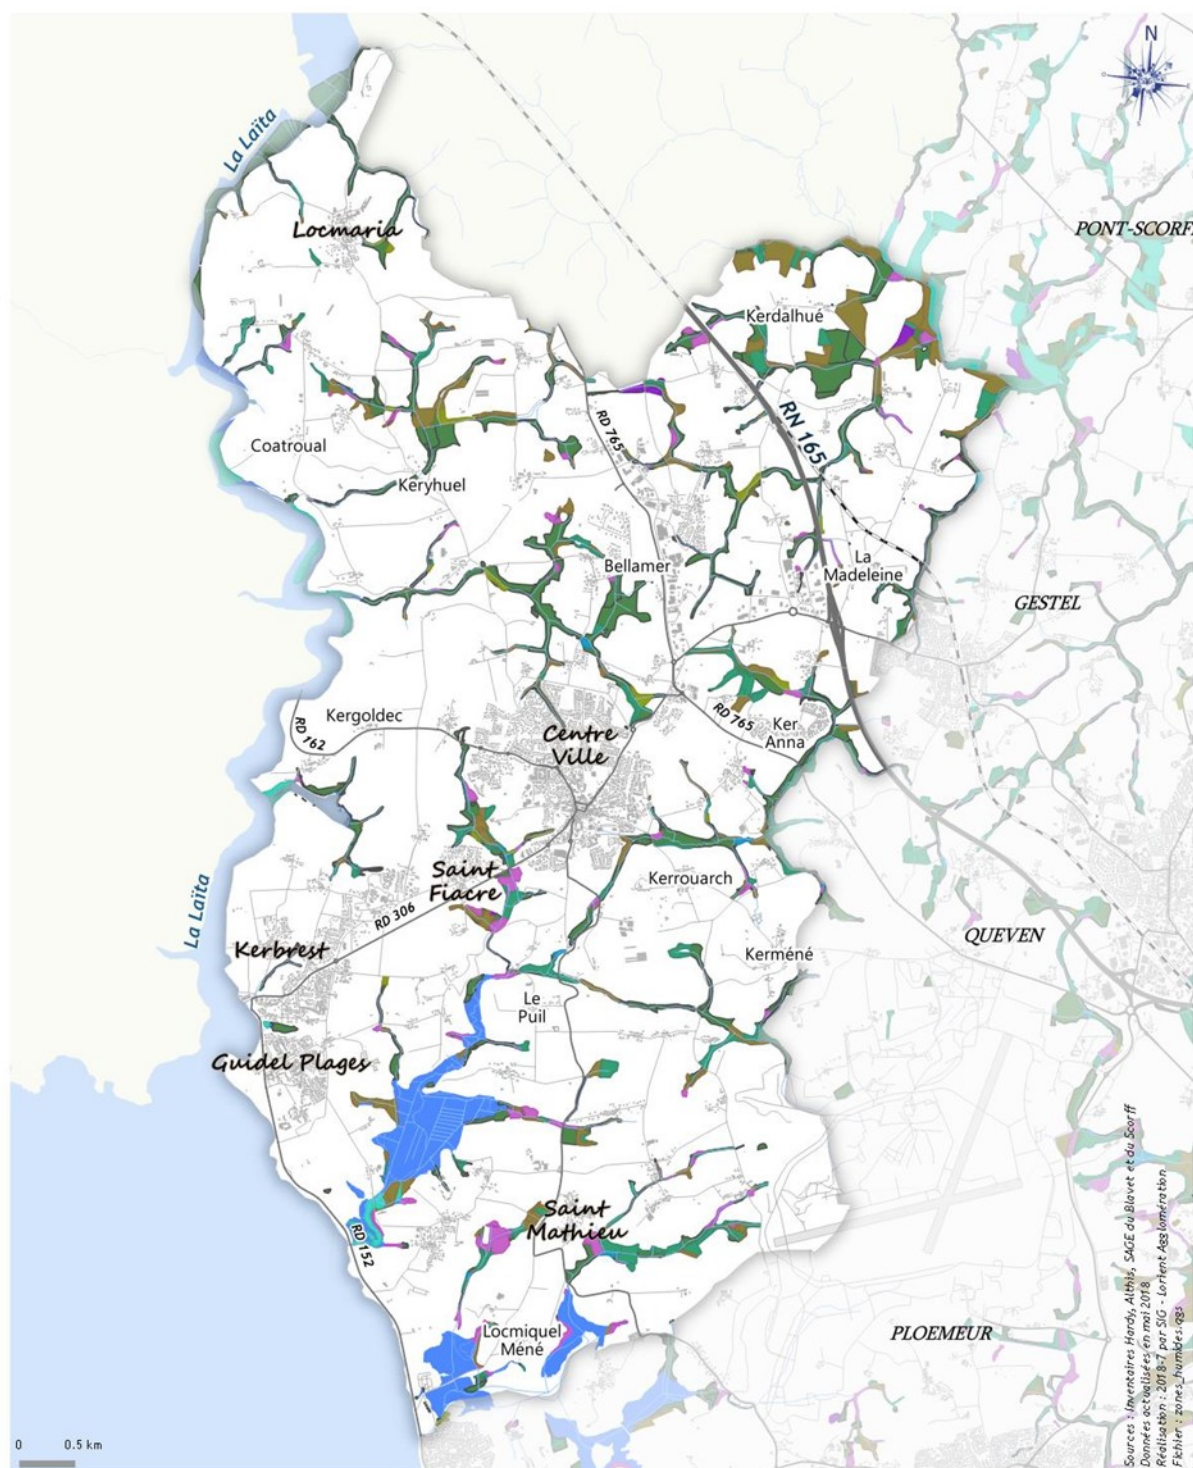 N
La Laïta
Locmaria
PONT-SCORF
Kerdalhué
RN 165
RD 765
Coatroual
Keryhuel
Bellamer
La
Madeleine
GESTEL
Kergoldec
RD 162
Centre
Ville
RD 765
Ker
Anna
Saint
Fiacre
Kerrouarch
RD 306
La Laïta
Kerbrest
QUEVEN
Kerméné
Le
Puil
Guidel Plages
Saint
Mathieu
RD 152
Locmiquel
Méné
PLOEMEUR
0 0.5 km
Sources : Inventaires Hardy, Althis, SAGE du Blavet et du Scorff
Données actualisées en mai 2018
Réalisation : 2018-7 par SIG - Lorient Agglomération
Fichier : zones_humides.qgs